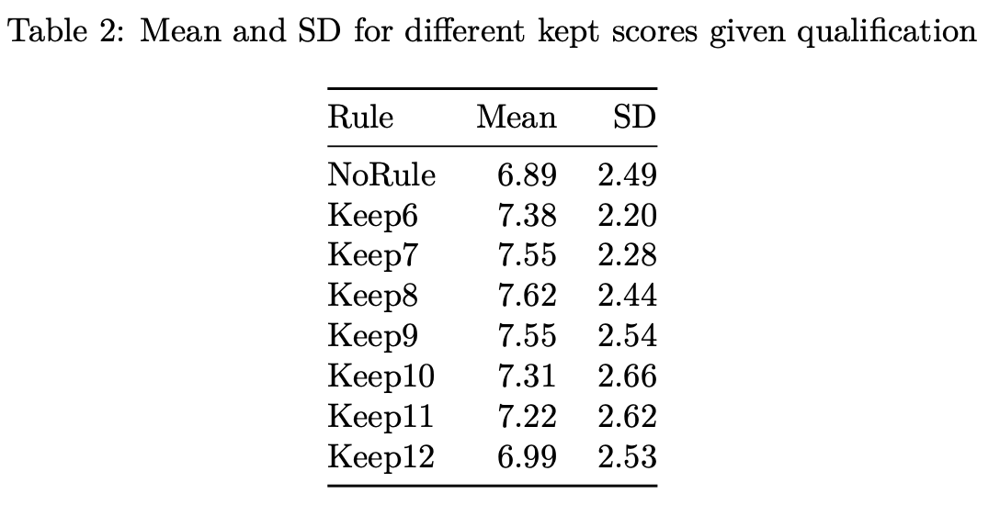 Table 2: Mean and SD for different kept scores given qualification
Rule Mean SD
NoRule 6.89 2.49
Keep6 7.38 2.20
Keep7 7.55 2.28
Keep8 7.62 2.44
Keep9 7.55 2.54
Keep10 7.31 2.66
Keep11 7.22 2.62
Keep12 6.99 2.53